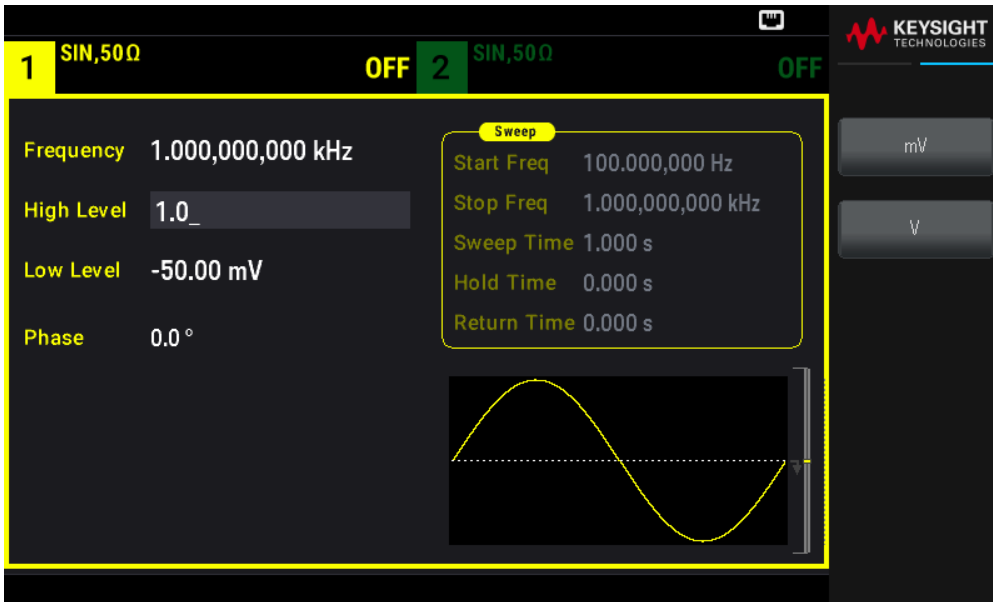 KEYSIGHT
TECHNOLOGIES
1 SIN,50Ω OFF
2 SIN,50Ω OFF
Frequency 1.000,000,000 kHz
High Level 1.0_
Low Level -50.00 mV
Phase 0.0 °
Sweep
Start Freq 100.000,000 Hz
Stop Freq 1.000,000,000 kHz
Sweep Time 1.000 s
Hold Time 0.000 s
Return Time 0.000 s
mV
V